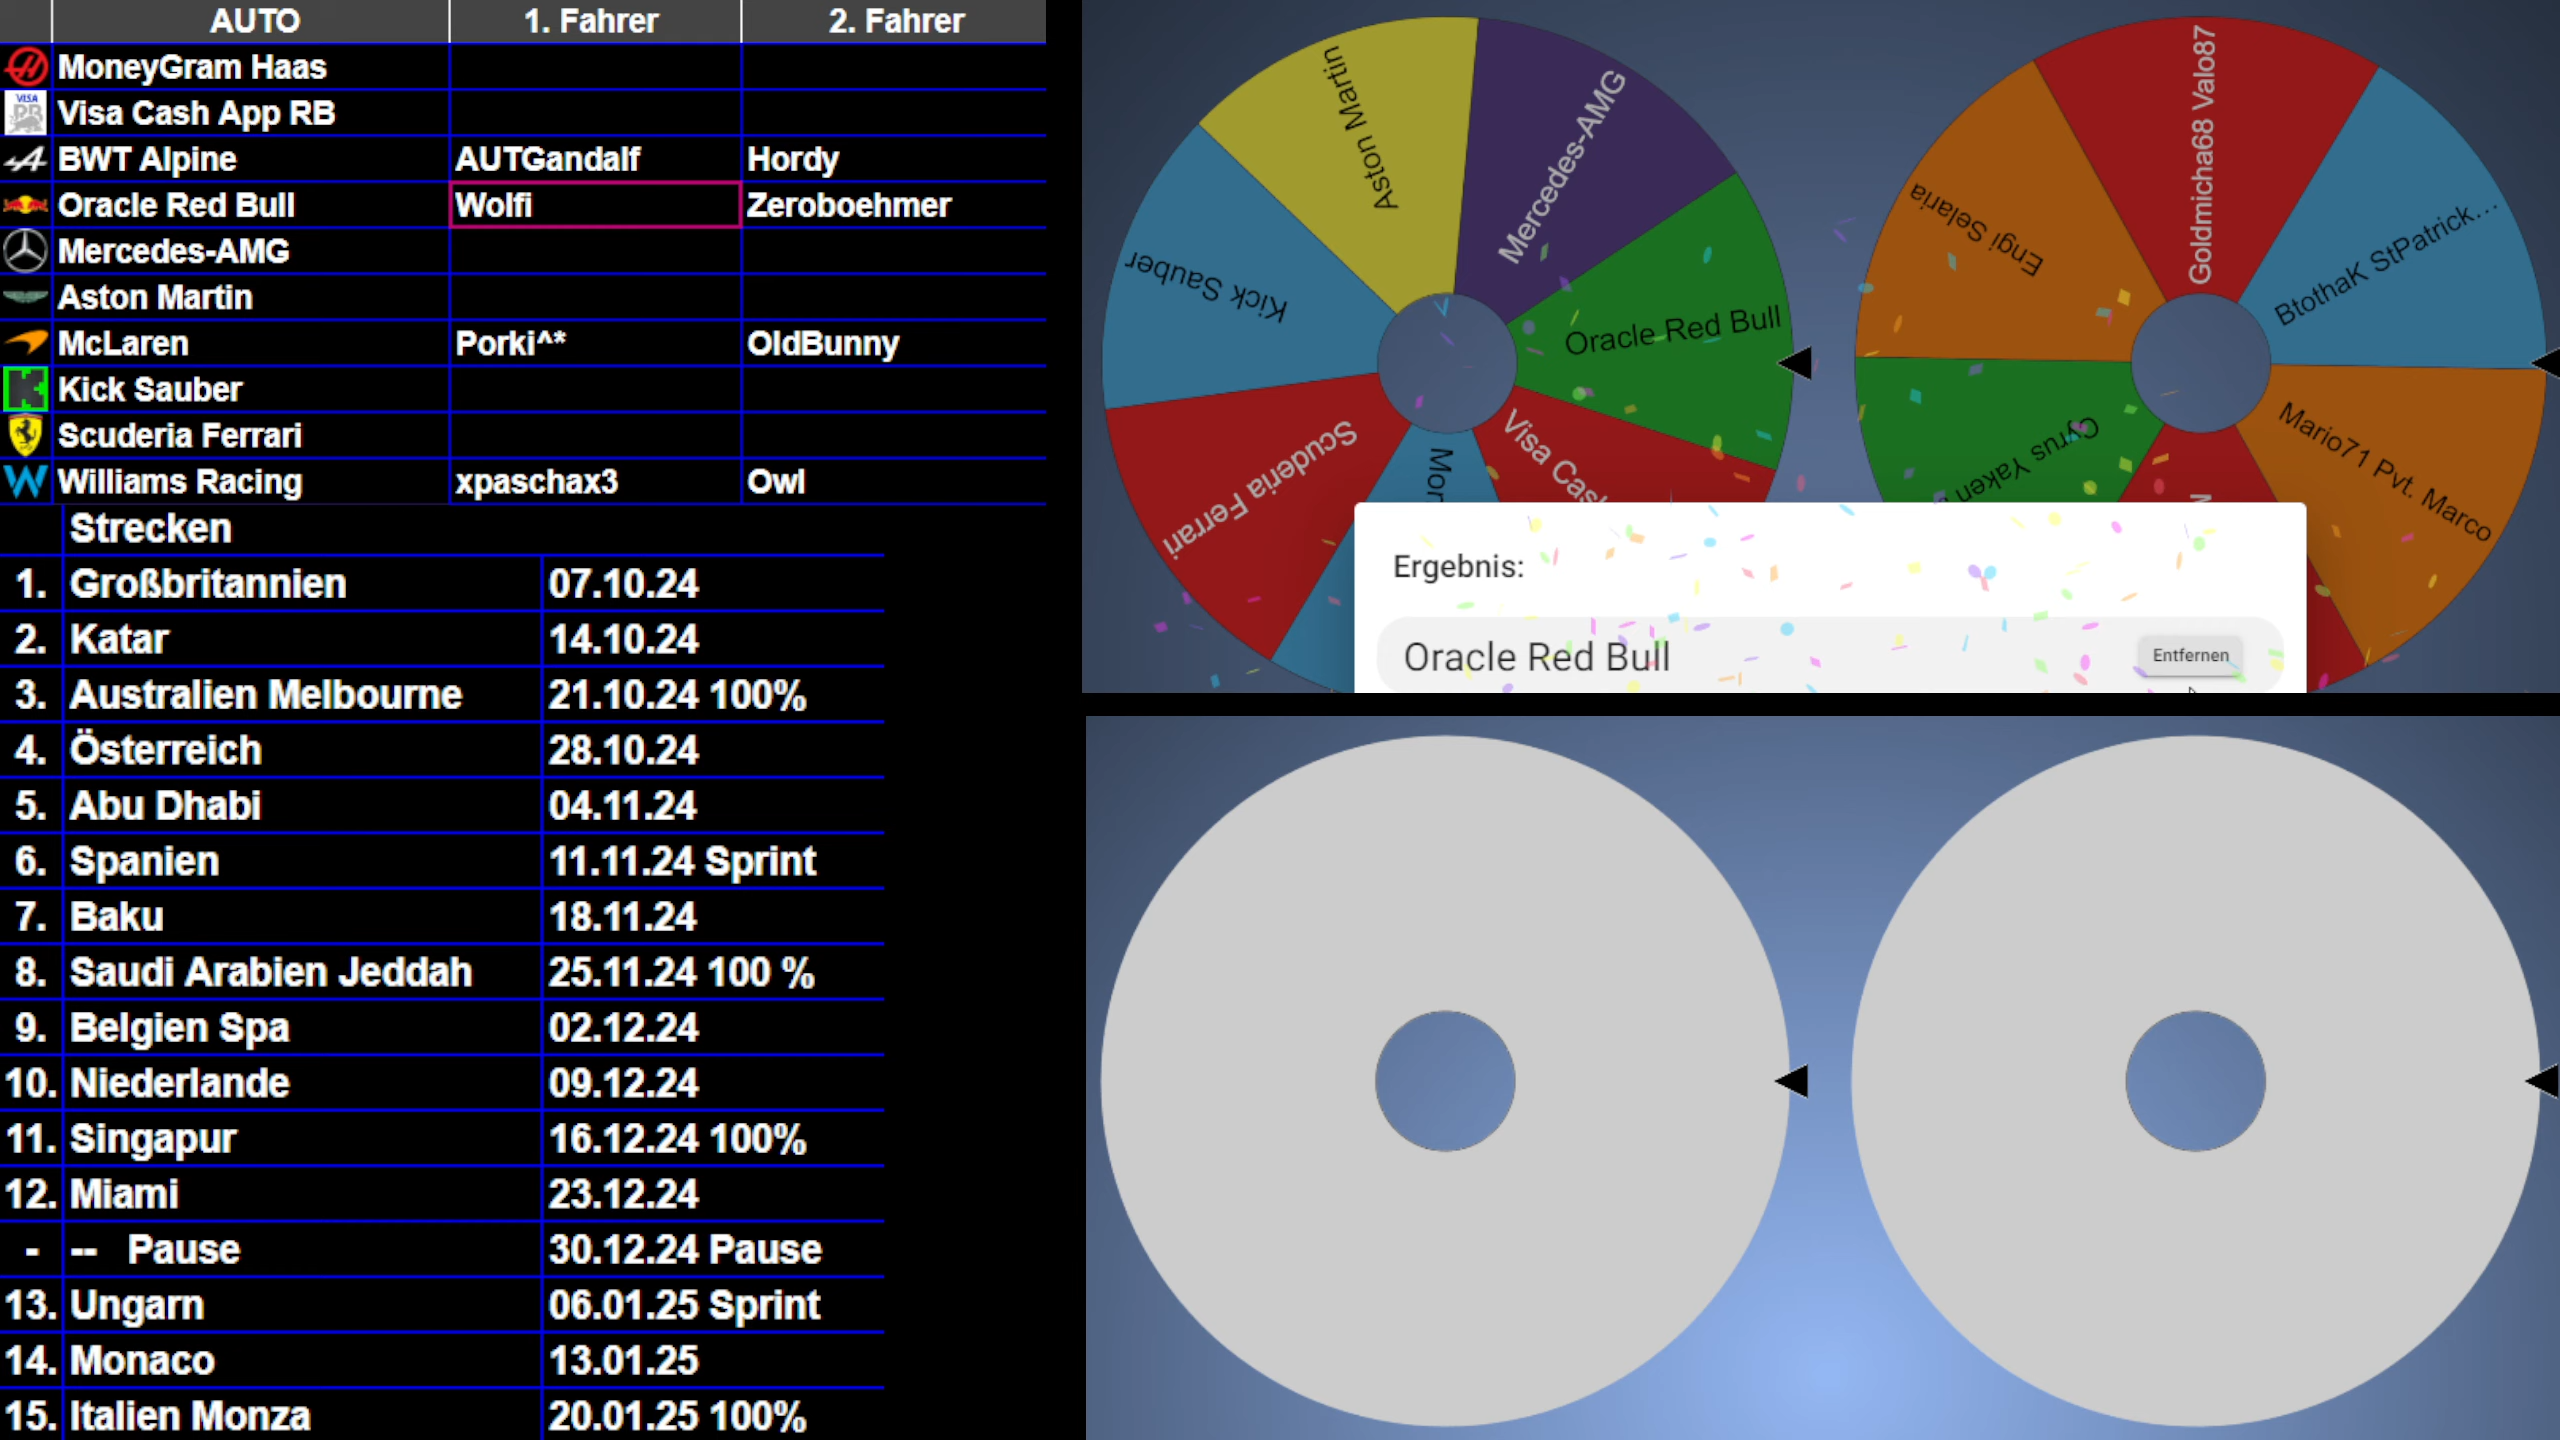 AUTO 1. Fahrer 2. Fahrer
MoneyGram Haas
VISA
Visa Cash App RB
BWT Alpine AUTGandalf Hordy
Oracle Red Bull Wolfi Zeroboehmer
Mercedes-AMG
Aston Martin
McLaren Porki^* OldBunny
Kick Sauber
Scuderia Ferrari
Williams Racing xpaschax3 Owl
Strecken
1. Großbritannien 07.10.24
2. Katar 14.10.24
3. Australien Melbourne 21.10.24 100%
4. Österreich 28.10.24
5. Abu Dhabi 04.11.24
6. Spanien 11.11.24 Sprint
7. Baku 18.11.24
8. Saudi Arabien Jeddah 25.11.24 100 %
9. Belgien Spa 02.12.24
10. Niederlande 09.12.24
11. Singapur 16.12.24 100%
12. Miami 23.12.24
- -- Pause 30.12.24 Pause
13. Ungarn 06.01.25 Sprint
14. Monaco 13.01.25
15. Italien Monza 20.01.25 100%
Aston Martin
Mercedes-AMG
Oracle Red Bull
Kick Sauber
Scuderia Ferrari
Visa Cas
Mor
Goldmicha68 Valo87
BtothaK StPatrick...
Mario71 Pvt. Marco
Engi Selaria
Cyrus Yaken
Ergebnis:
Oracle Red Bull
Entfernen